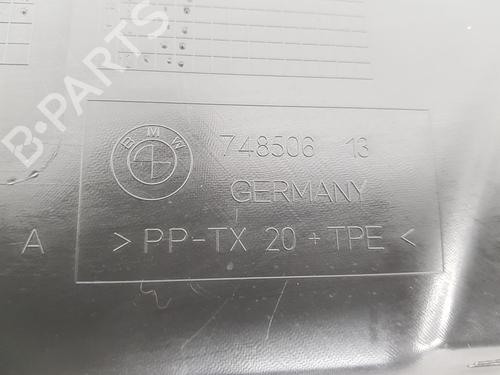 B-PARTS
BMW
748506 13
GERMANY
A
> PP-TX 20 + TPE <